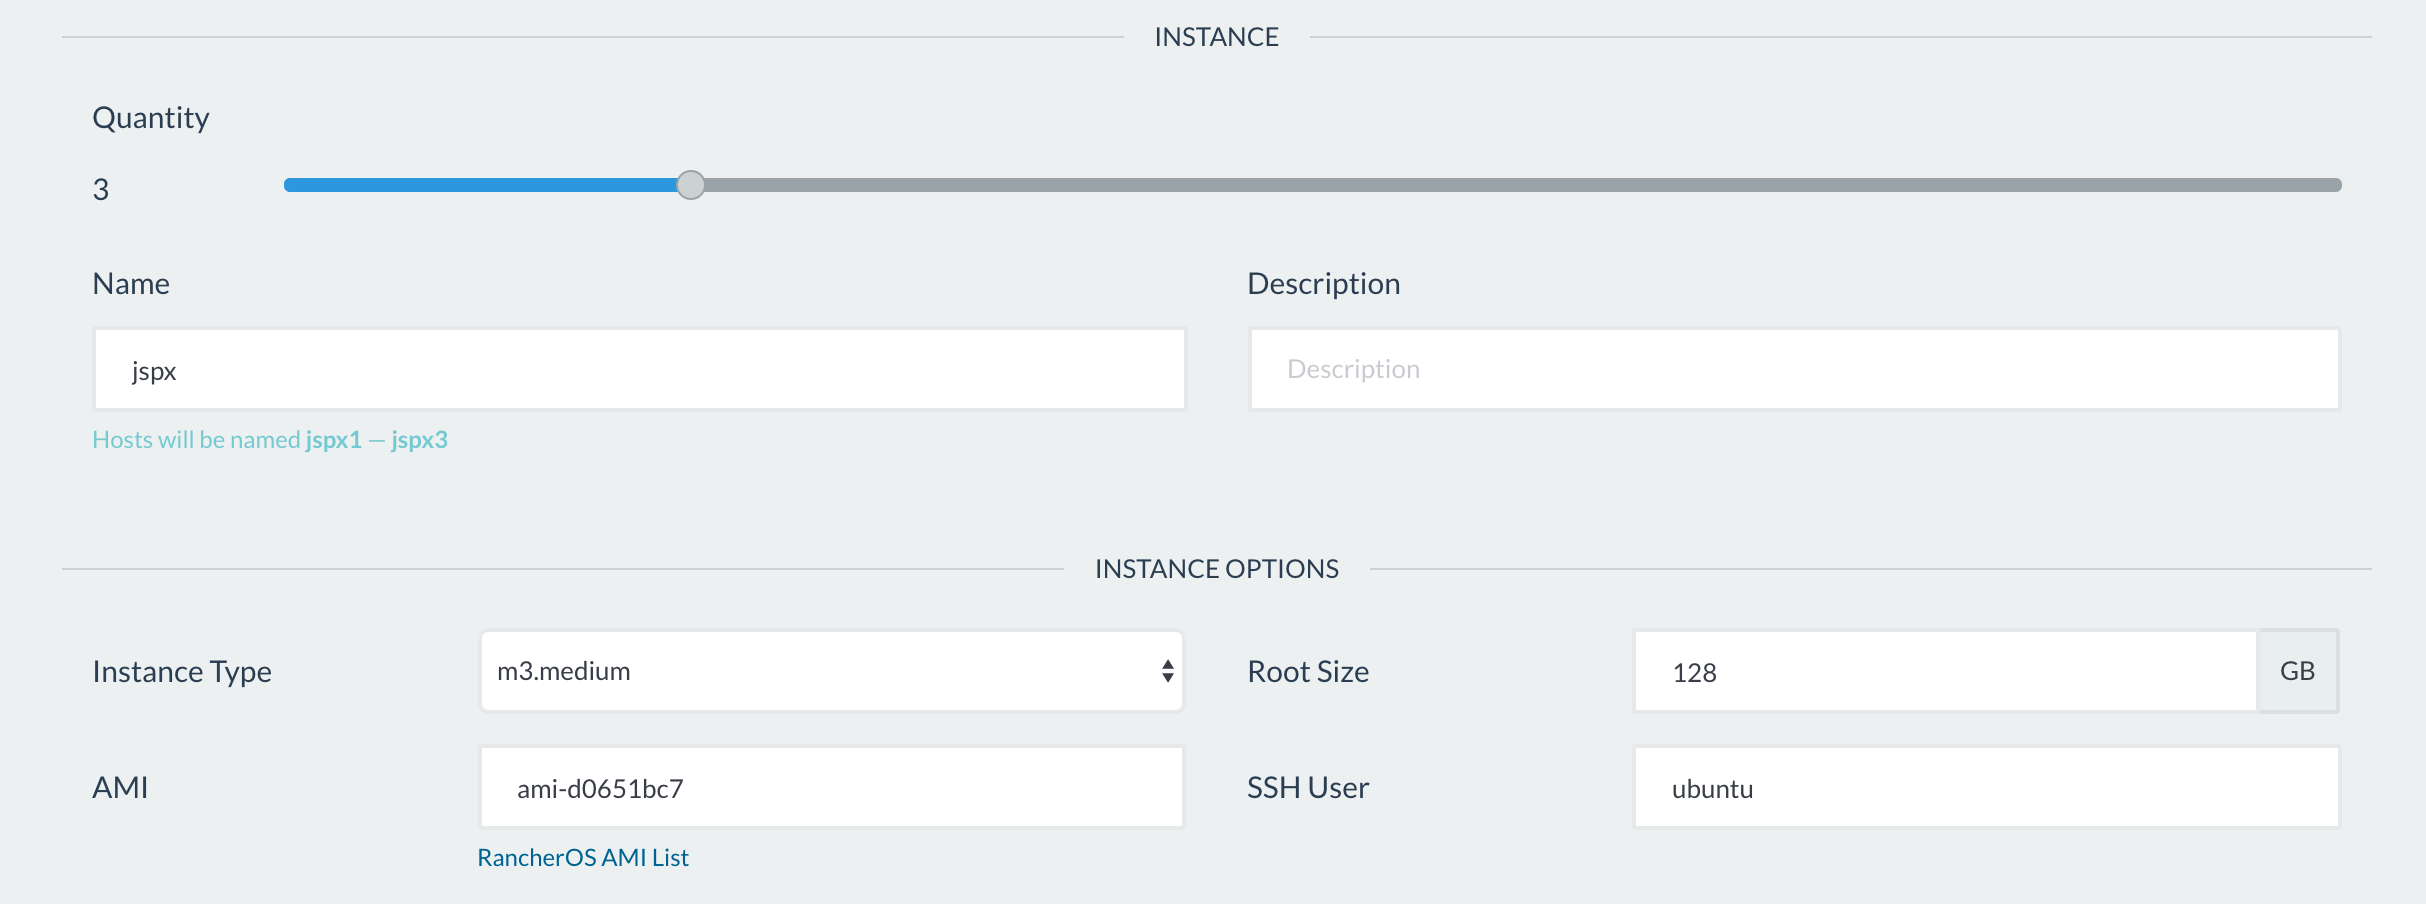 INSTANCE
Quantity
3
Name
Description
jspx
Description
Hosts will be named jspx1 — jspx3
INSTANCE OPTIONS
Instance Type
m3.medium
Root Size
128
GB
AMI
ami-d0651bc7
SSH User
ubuntu
RancherOS AMI List